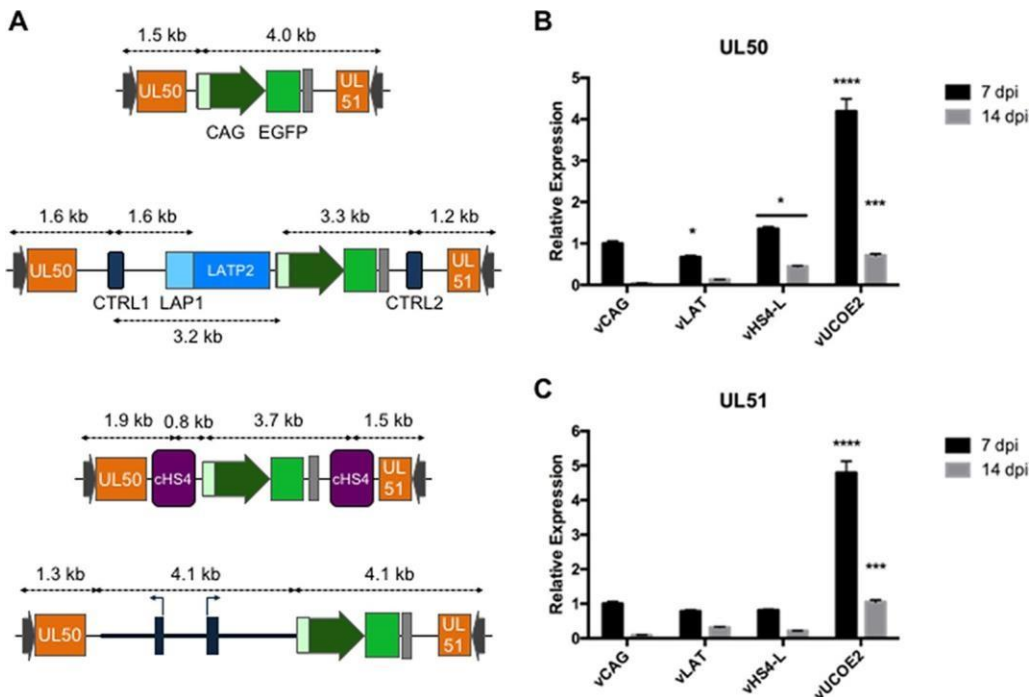 A
1.5 kb 4.0 kb
UL50 UL 51
CAG EGFP
1.6 kb 1.6 kb 3.3 kb 1.2 kb
UL50 LATP2 UL 51
CTRL1 LAP1 CTRL2
3.2 kb
1.9 kb 0.8 kb 3.7 kb 1.5 kb
UL50 cHS4 cHS4 UL 51
1.3 kb 4.1 kb 4.1 kb
UL50 UL 51
B
UL50
Relative Expression
5
4
3
2
1
0
* * **** ***
vCAG vLAT vHS4-L vUCOE2
7 dpi
14 dpi
C
UL51
Relative Expression
6
5
4
3
2
1
0
**** ***
vCAG vLAT vHS4-L vUCOE2
7 dpi
14 dpi